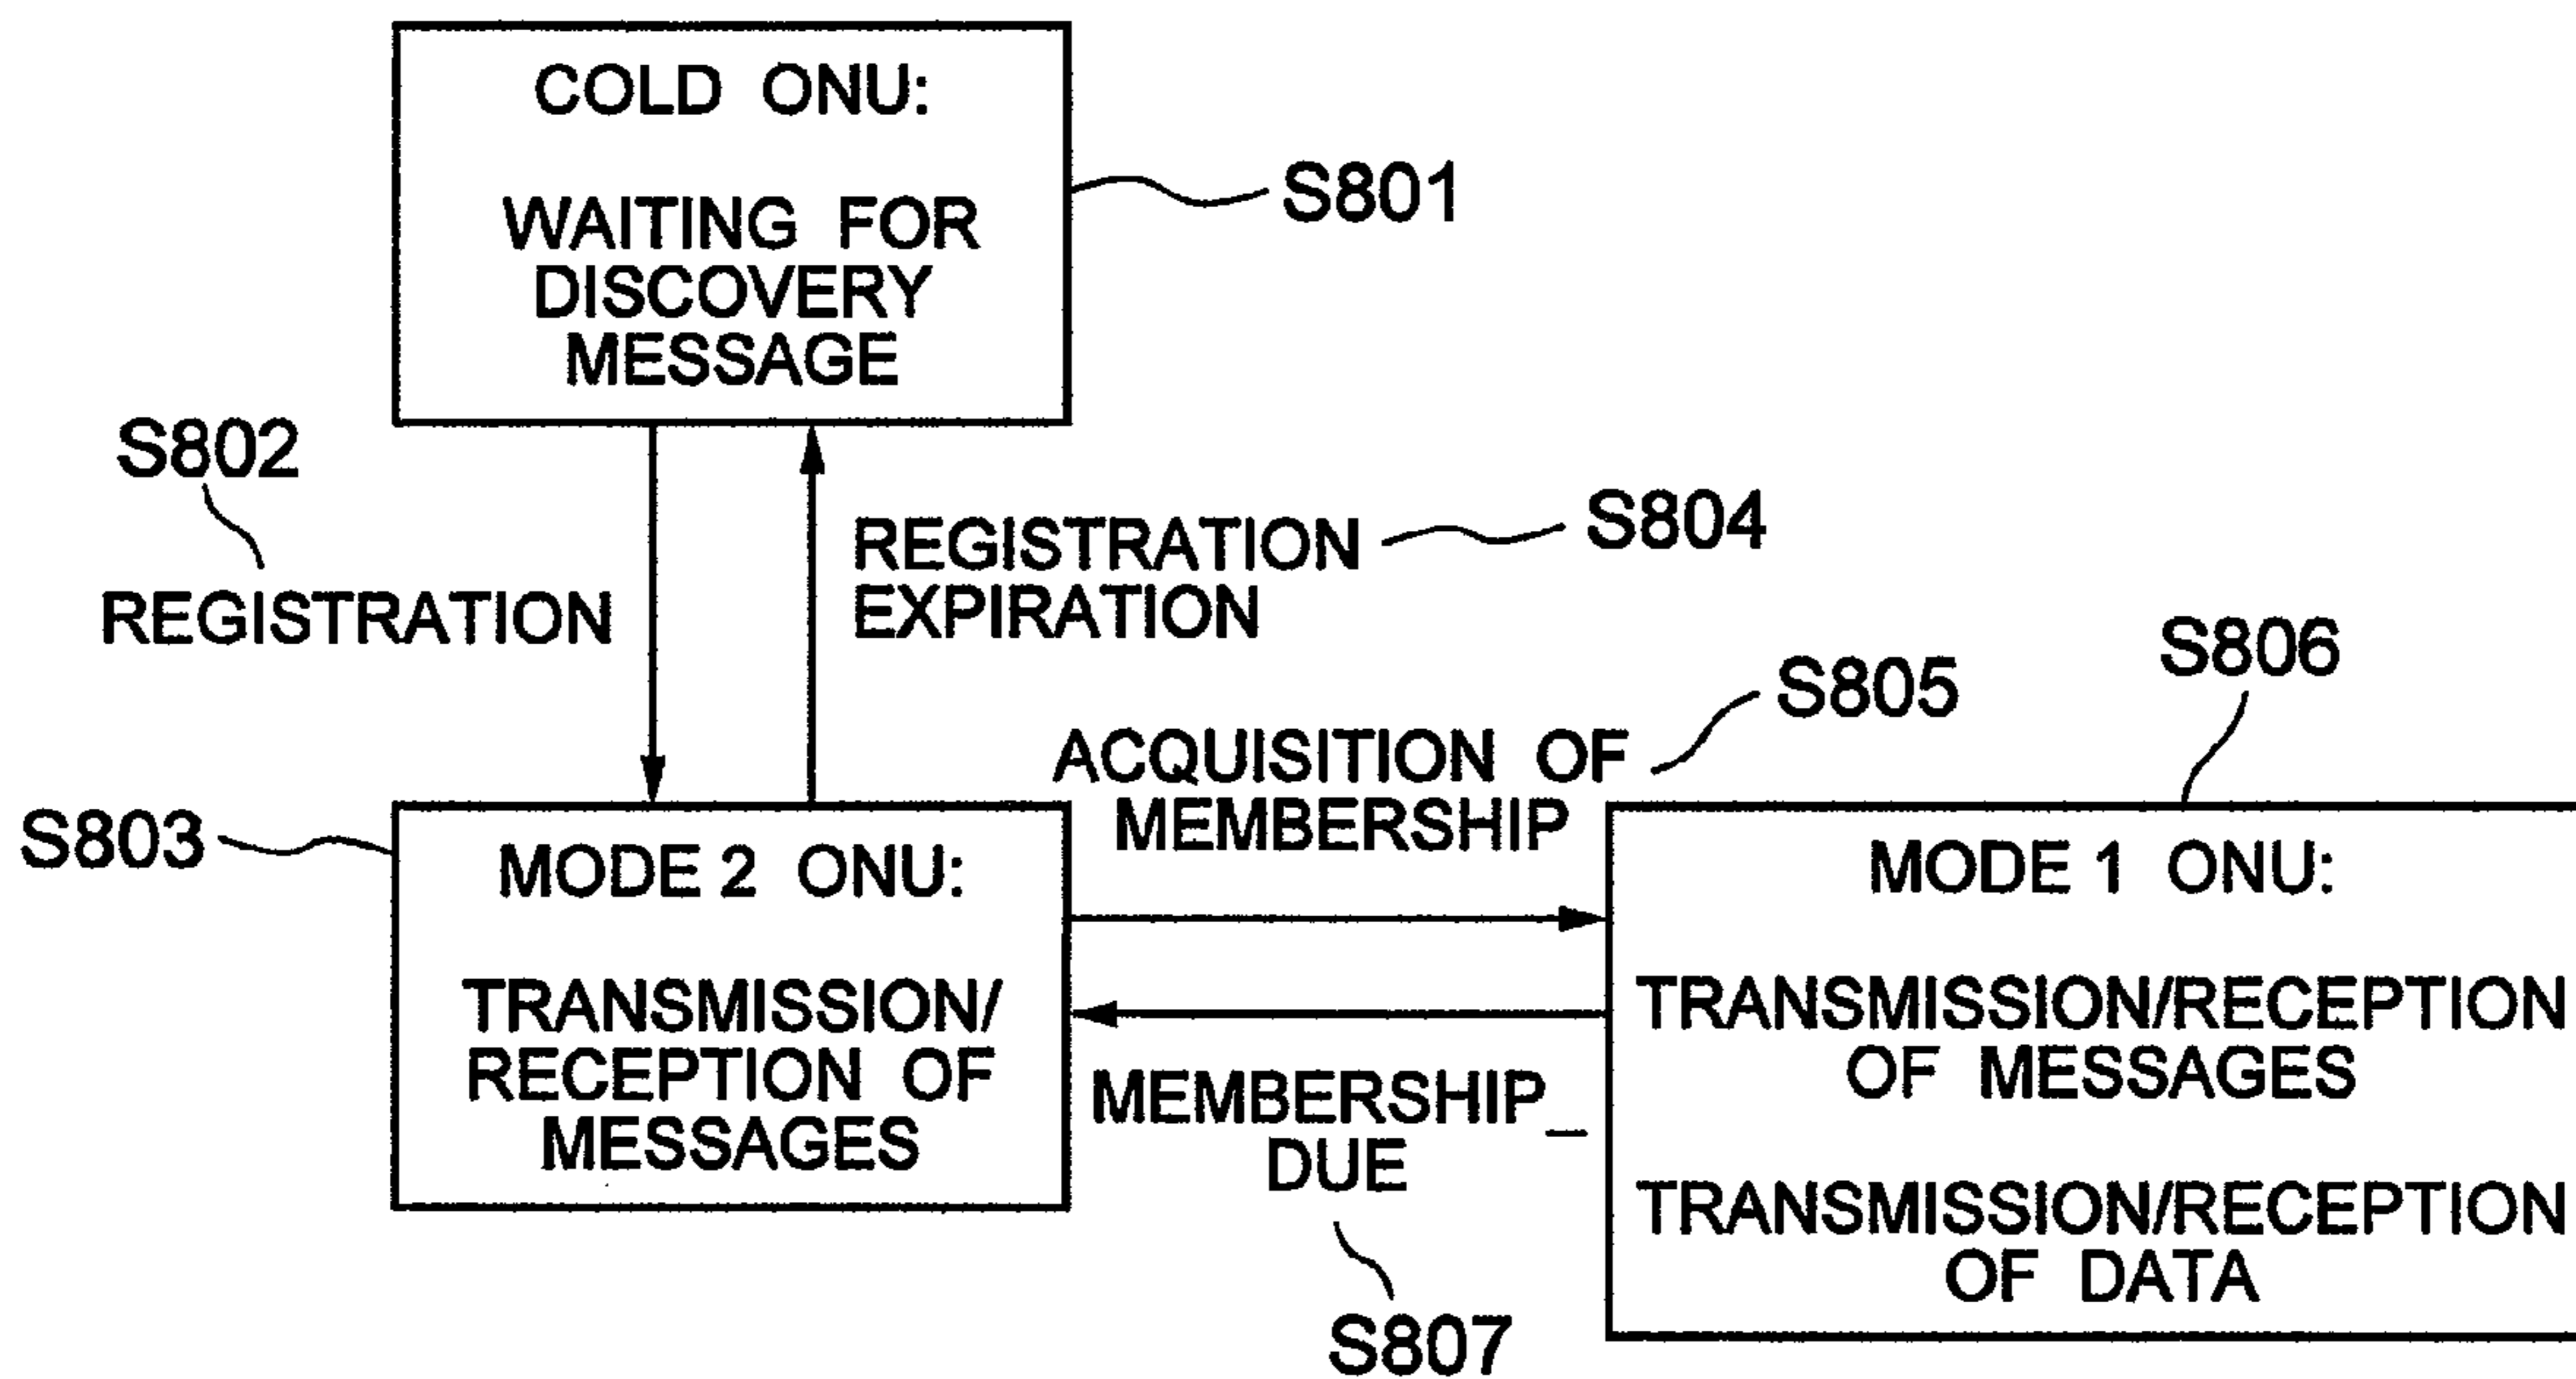 COLD ONU:
WAITING FOR
DISCOVERY
MESSAGE
S801
S802
REGISTRATION
REGISTRATION
EXPIRATION
S804
S805
ACQUISITION OF
MEMBERSHIP
S806
S803
MODE 2 ONU:
TRANSMISSION/
RECEPTION OF
MESSAGES
MODE 1 ONU:
TRANSMISSION/RECEPTION
OF MESSAGES
TRANSMISSION/RECEPTION
OF DATA
MEMBERSHIP_
DUE
S807